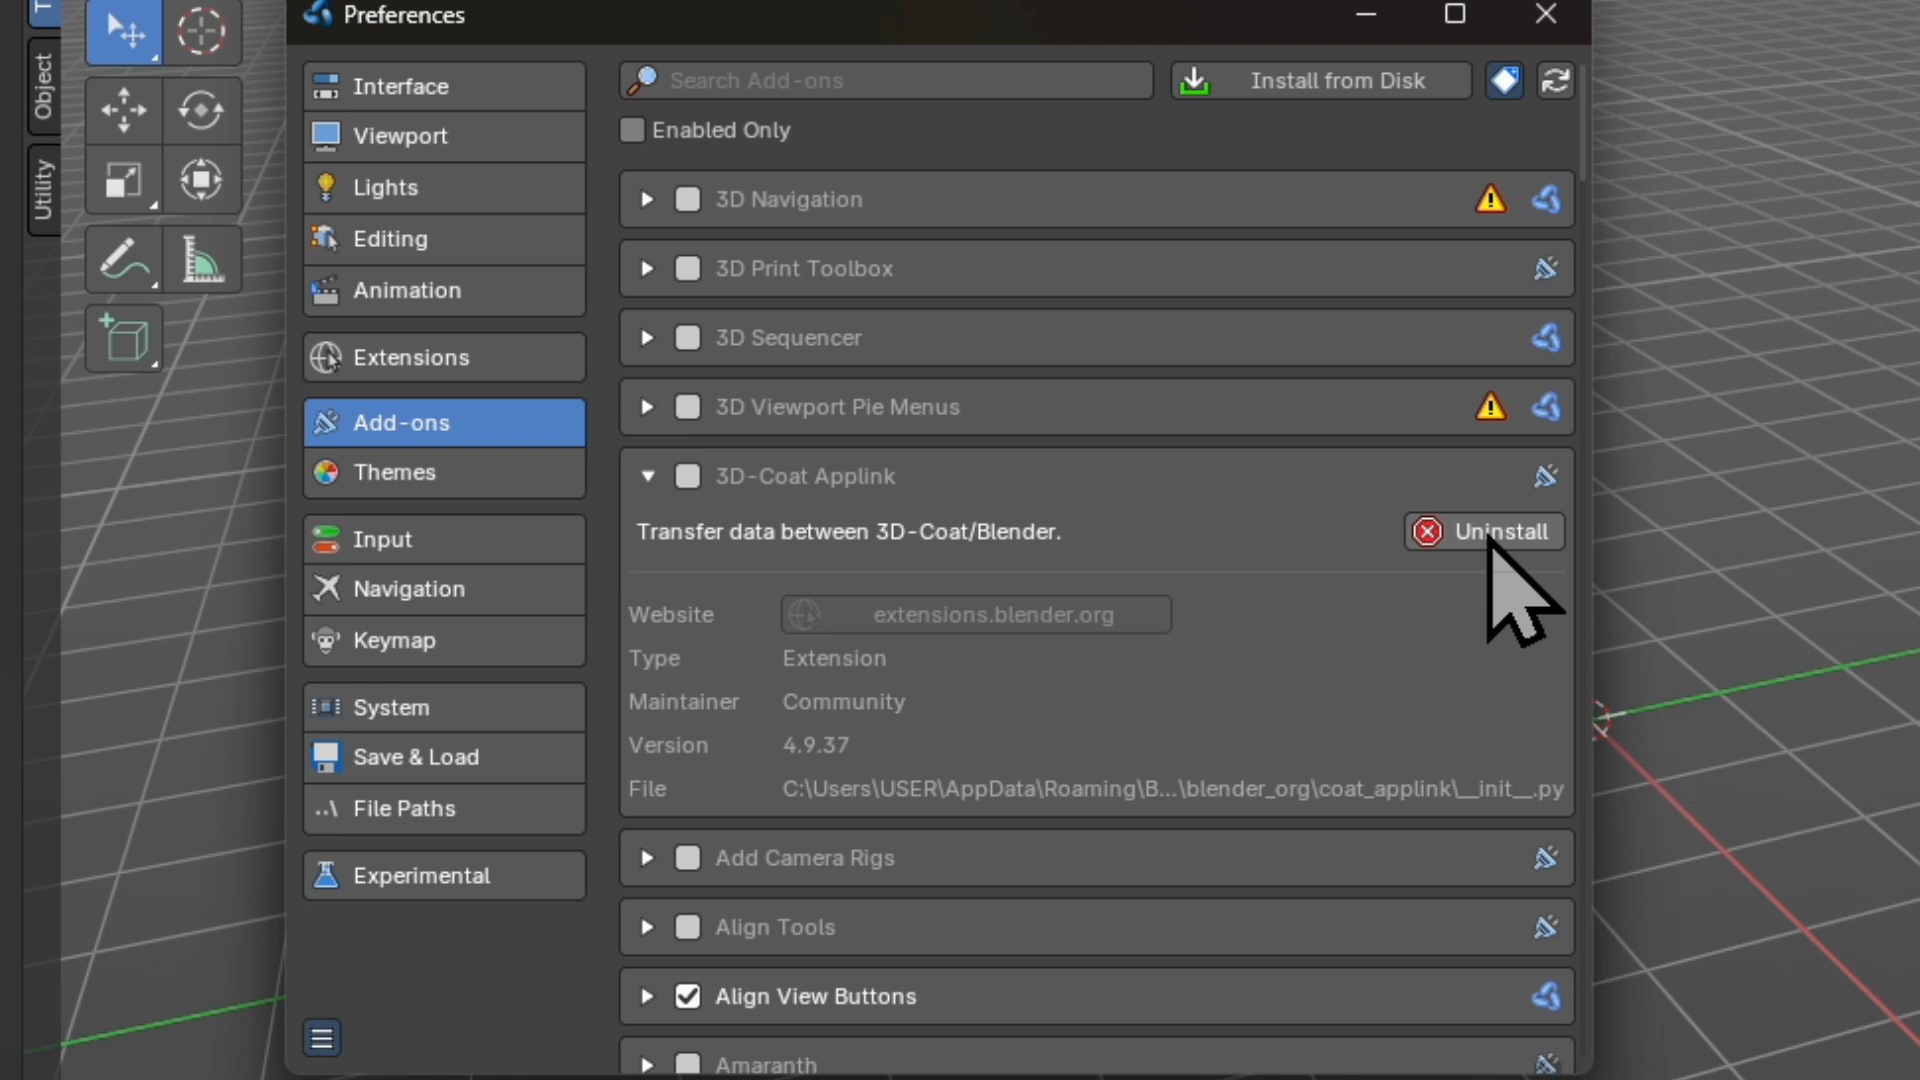 Preferences
T
Object
Utility
Interface
Viewport
Lights
Editing
Animation
Extensions
Add-ons
Themes
Input
Navigation
Keymap
System
Save & Load
File Paths
Experimental
Search Add-ons
Install from Disk
Enabled Only
3D Navigation
3D Print Toolbox
3D Sequencer
3D Viewport Pie Menus
3D-Coat Applink
Transfer data between 3D-Coat/Blender.
Uninstall
Website extensions.blender.org
Type Extension
Maintainer Community
Version 4.9.37
File C:\Users\USER\AppData\Roaming\B...\blender_org\coat_applink\__init__.py
Add Camera Rigs
Align Tools
Align View Buttons
Amaranth